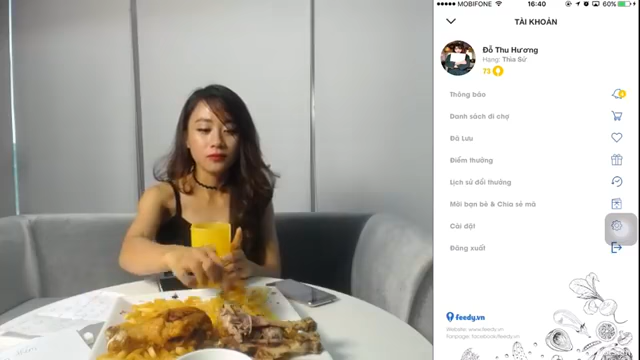 MOBIFONE
16:40
60%
TÀI KHOẢN
Đỗ Thu Hương
Hạng: Thìa Sứ
73
Thông báo
Danh sách đi chợ
Đã Lưu
Điểm thưởng
Lịch sử đổi thưởng
Mời bạn bè & Chia sẻ mã
Cài đặt
Đăng xuất
feedy.vn
Website: www.feedy.vn
Fanpage: facebook/feedy.vn